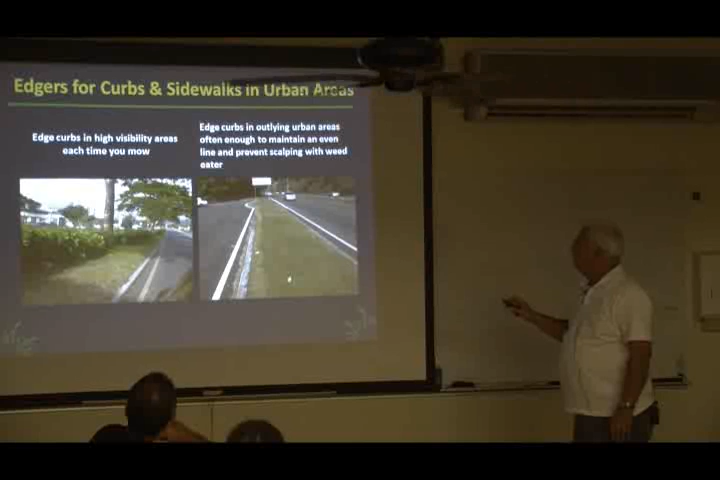 Edgers for Curbs & Sidewalks in Urban Areas
Edge curbs in high visibility areas
each time you mow
Edge curbs in outlying urban areas
often enough to maintain an even
line and prevent scalping with weed
eater